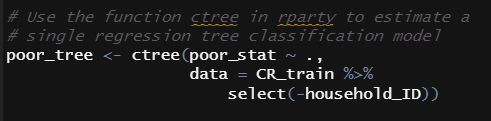 # Use the function ctree in rparty to estimate a
# single regression tree classification model
poor_tree <- ctree(poor_stat ~ .,
data = CR_train %>%
select(-household_ID))